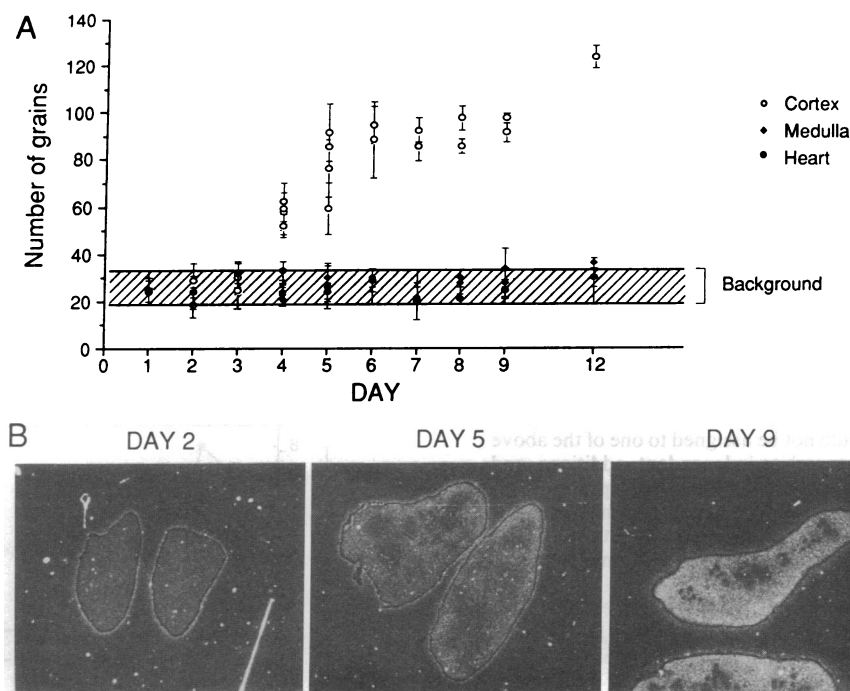 A
140
120
100
80
60
40
20
0
Number of grains
0 1 2 3 4 5 6 7 8 9 12
DAY
Cortex
Medulla
Heart
Background
B
DAY 2 DAY 5 DAY 9